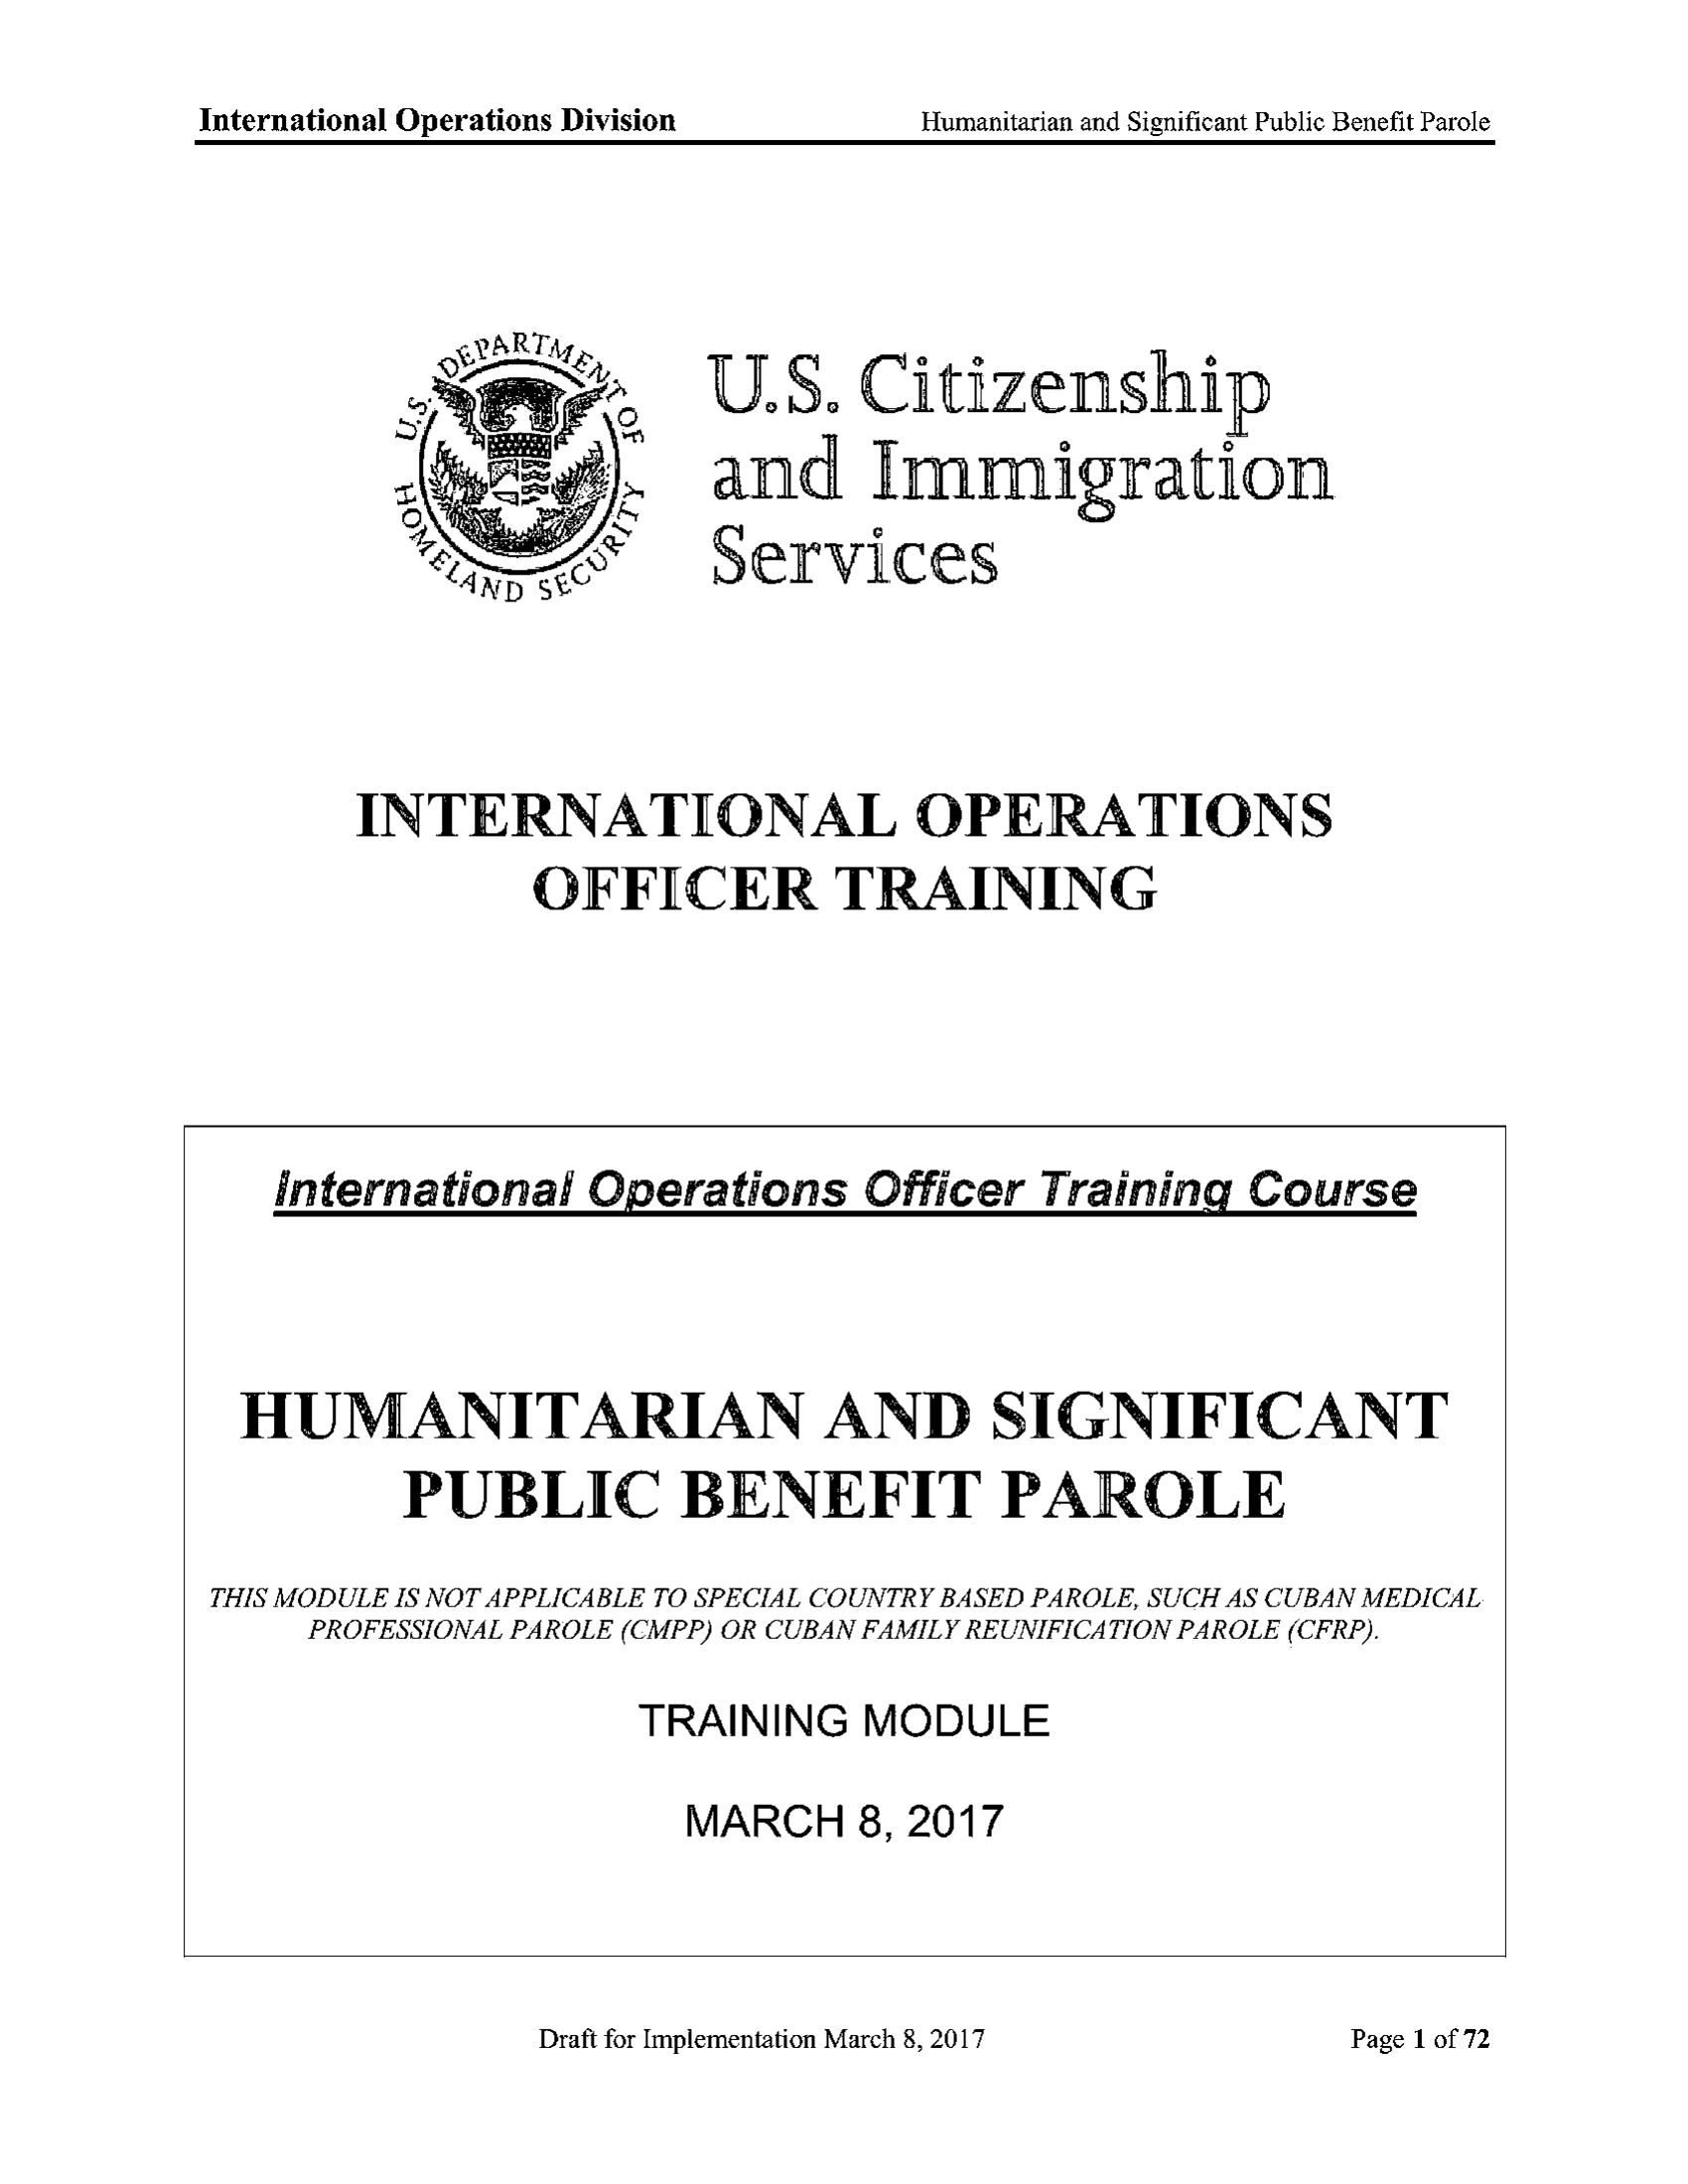 International Operations Division Humanitarian and Significant Public Benefit Parole
U.S. DEPARTMENT OF HOMELAND SECURITY
U.S. Citizenship
and Immigration
Services
INTERNATIONAL OPERATIONS
OFFICER TRAINING
International Operations Officer Training Course
HUMANITARIAN AND SIGNIFICANT
PUBLIC BENEFIT PAROLE
THIS MODULE IS NOT APPLICABLE TO SPECIAL COUNTRY BASED PAROLE, SUCH AS CUBAN MEDICAL
PROFESSIONAL PAROLE (CMPP) OR CUBAN FAMILY REUNIFICATION PAROLE (CFRP).
TRAINING MODULE
MARCH 8, 2017
Draft for Implementation March 8, 2017 Page 1 of 72